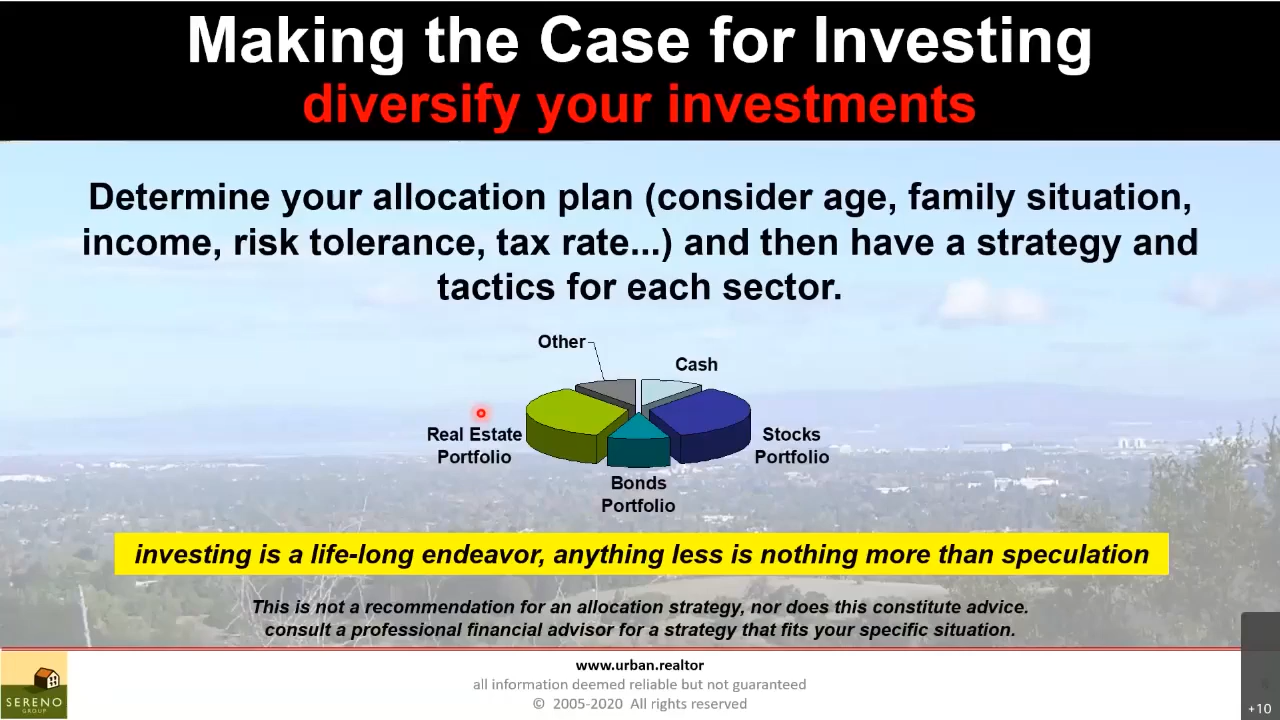 Making the Case for Investing
diversify your investments
Determine your allocation plan (consider age, family situation,
income, risk tolerance, tax rate...) and then have a strategy and
tactics for each sector.
Other
Cash
Real Estate
Portfolio
Stocks
Portfolio
Bonds
Portfolio
investing is a life-long endeavor, anything less is nothing more than speculation
This is not a recommendation for an allocation strategy, nor does this constitute advice.
consult a professional financial advisor for a strategy that fits your specific situation.
www.urban.realtor
all information deemed reliable but not guaranteed
© 2005-2020 All rights reserved
SERENO
GROUP
+10